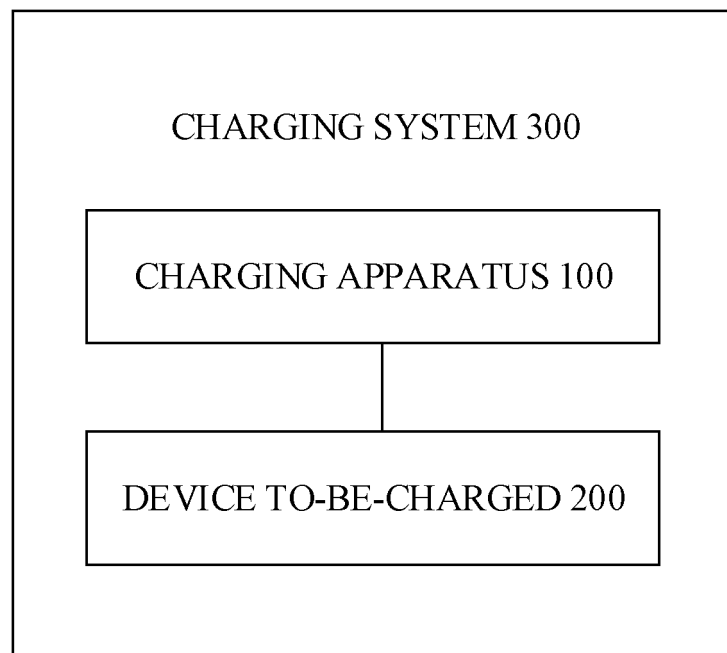 CHARGING SYSTEM 300
CHARGING APPARATUS 100
DEVICE TO-BE-CHARGED 200